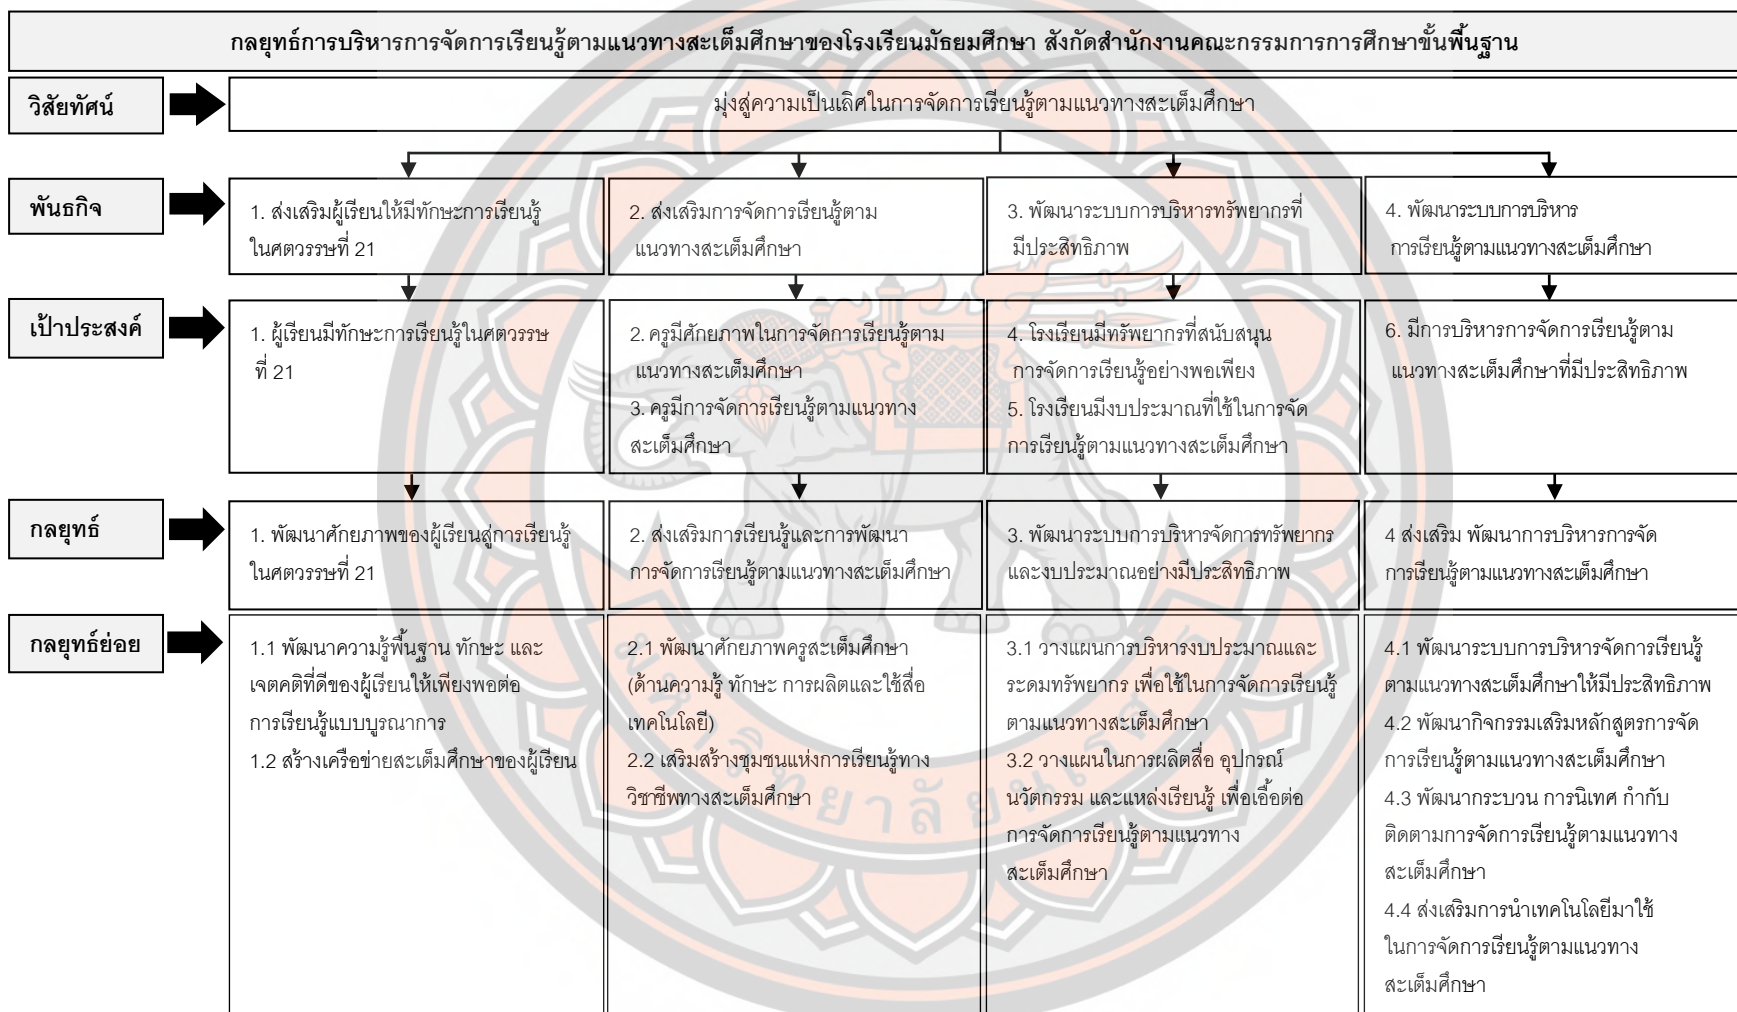 กลยุทธ์การบริหารการจัดการเรียนรู้ตามแนวทางสะเต็มศึกษาของโรงเรียนมัธยมศึกษา สังกัดสำนักงานคณะกรรมการการศึกษาขั้นพื้นฐาน
วิสัยทัศน์
มุ่งสู่ความเป็นเลิศในการจัดการเรียนรู้ตามแนวทางสะเต็มศึกษา
พันธกิจ
1. ส่งเสริมผู้เรียนให้มีทักษะการเรียนรู้
ในศตวรรษที่ 21
2. ส่งเสริมการจัดการเรียนรู้ตาม
แนวทางสะเต็มศึกษา
3. พัฒนาระบบการบริหารทรัพยากรที่
มีประสิทธิภาพ
4. พัฒนาระบบการบริหาร
การเรียนรู้ตามแนวทางสะเต็มศึกษา
เป้าประสงค์
1. ผู้เรียนมีทักษะการเรียนรู้ในศตวรรษ
ที่ 21
2. ครูมีศักยภาพในการจัดการเรียนรู้ตาม
แนวทางสะเต็มศึกษา
3. ครูมีการจัดการเรียนรู้ตามแนวทาง
สะเต็มศึกษา
4. โรงเรียนมีทรัพยากรที่สนับสนุน
การจัดการเรียนรู้อย่างพอเพียง
5. โรงเรียนมีงบประมาณที่ใช้ในการจัด
การเรียนรู้ตามแนวทางสะเต็มศึกษา
6. มีการบริหารการจัดการเรียนรู้ตาม
แนวทางสะเต็มศึกษาที่มีประสิทธิภาพ
กลยุทธ์
1. พัฒนาศักยภาพของผู้เรียนสู่การเรียนรู้
ในศตวรรษที่ 21
2. ส่งเสริมการเรียนรู้และการพัฒนา
การจัดการเรียนรู้ตามแนวทางสะเต็มศึกษา
3. พัฒนาระบบการบริหารจัดการทรัพยากร
และงบประมาณอย่างมีประสิทธิภาพ
4 ส่งเสริม พัฒนาการบริหารการจัด
การเรียนรู้ตามแนวทางสะเต็มศึกษา
กลยุทธ์ย่อย
1.1 พัฒนาความรู้พื้นฐาน ทักษะ และ
เจตคติที่ดีของผู้เรียนให้เพียงพอต่อ
การเรียนรู้แบบบูรณาการ
1.2 สร้างเครือข่ายสะเต็มศึกษาของผู้เรียน
2.1 พัฒนาศักยภาพครูสะเต็มศึกษา
(ด้านความรู้ ทักษะ การผลิตและใช้สื่อ
เทคโนโลยี)
2.2 เสริมสร้างชุมชนแห่งการเรียนรู้ทาง
วิชาชีพทางสะเต็มศึกษา
3.1 วางแผนการบริหารงบประมาณและ
ระดมทรัพยากร เพื่อใช้ในการจัดการเรียนรู้
ตามแนวทางสะเต็มศึกษา
3.2 วางแผนในการผลิตสื่อ อุปกรณ์
นวัตกรรม และแหล่งเรียนรู้ เพื่อเอื้อต่อ
การจัดการเรียนรู้ตามแนวทาง
สะเต็มศึกษา
4.1 พัฒนาระบบการบริหารจัดการเรียนรู้
ตามแนวทางสะเต็มศึกษาให้มีประสิทธิภาพ
4.2 พัฒนากิจกรรมเสริมหลักสูตรการจัด
การเรียนรู้ตามแนวทางสะเต็มศึกษา
4.3 พัฒนากระบวน การนิเทศ กำกับ
ติดตามการจัดการเรียนรู้ตามแนวทาง
สะเต็มศึกษา
4.4 ส่งเสริมการนำเทคโนโลยีมาใช้
ในการจัดการเรียนรู้ตามแนวทาง
สะเต็มศึกษา
มหาวิทยาลัยนเรศวร